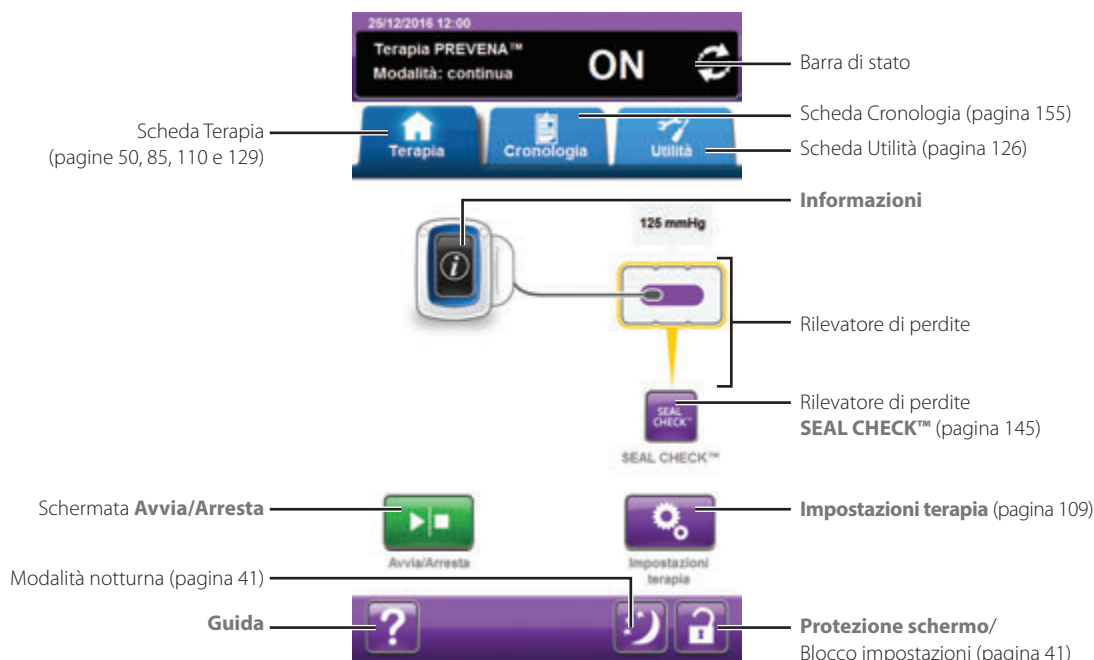 25/12/2016 12:00
Terapia PREVENA™
Modalità: continua
ON
Barra di stato
Scheda Terapia
(pagine 50, 85, 110 e 129)
Terapia
Cronologia
Utilità
Scheda Cronologia (pagina 155)
Scheda Utilità (pagina 126)
Informazioni
125 mmHg
i
Rilevatore di perdite
SEAL
CHECK™
SEAL CHECK™
Rilevatore di perdite
SEAL CHECK™ (pagina 145)
Schermata Avvia/Arresta
Avvia/Arresta
Impostazioni
terapia
Impostazioni terapia (pagina 109)
Modalità notturna (pagina 41)
Guida
?
Protezione schermo/
Blocco impostazioni (pagina 41)